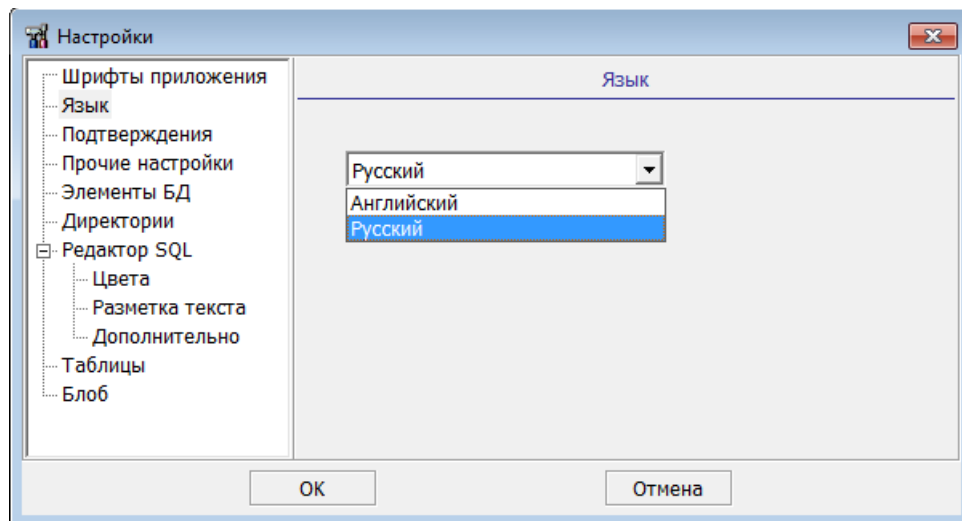 Настройки
Шрифты приложения
Язык
Подтверждения
Прочие настройки
Элементы БД
Директории
Редактор SQL
Цвета
Разметка текста
Дополнительно
Таблицы
Блоб
Язык
Русский
Английский
Русский
ОК
Отмена